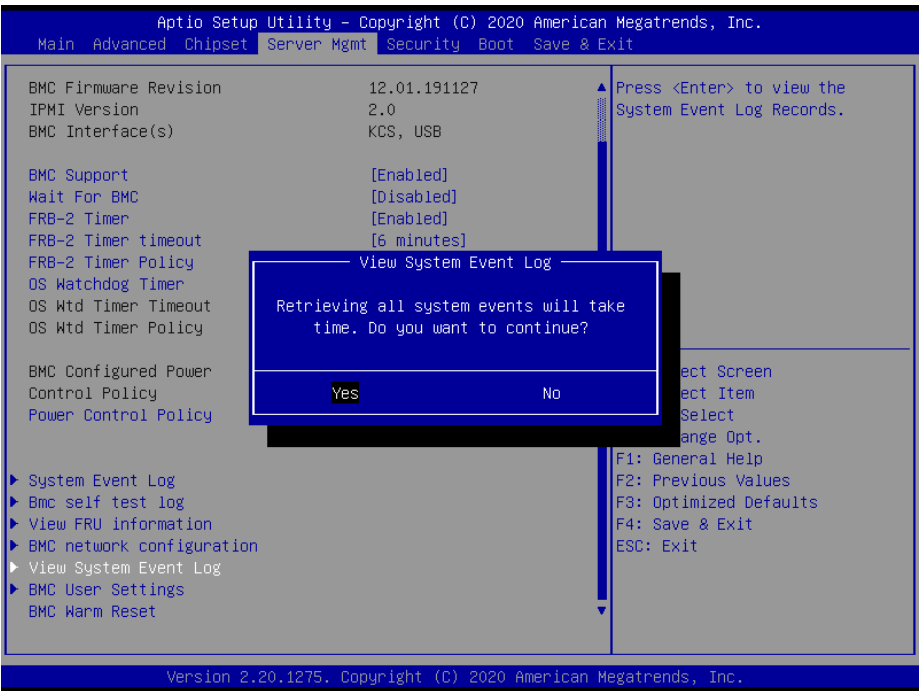 Aptio Setup Utility – Copyright (C) 2020 American Megatrends, Inc.
Main Advanced Chipset Server Mgmt Security Boot Save & Exit
BMC Firmware Revision 12.01.191127
IPMI Version 2.0
BMC Interface(s) KCS, USB
BMC Support [Enabled]
Wait For BMC [Disabled]
FRB-2 Timer [Enabled]
FRB-2 Timer timeout [6 minutes]
FRB-2 Timer Policy
OS Watchdog Timer
OS Wtd Timer Timeout
OS Wtd Timer Policy
BMC Configured Power
Control Policy
Power Control Policy
System Event Log
Bmc self test log
View FRU information
BMC network configuration
View System Event Log
BMC User Settings
BMC Warm Reset
View System Event Log
Retrieving all system events will take
time. Do you want to continue?
Yes No
Press <Enter> to view the
System Event Log Records.
ect Screen
ect Item
Select
ange Opt.
F1: General Help
F2: Previous Values
F3: Optimized Defaults
F4: Save & Exit
ESC: Exit
Version 2.20.1275. Copyright (C) 2020 American Megatrends, Inc.